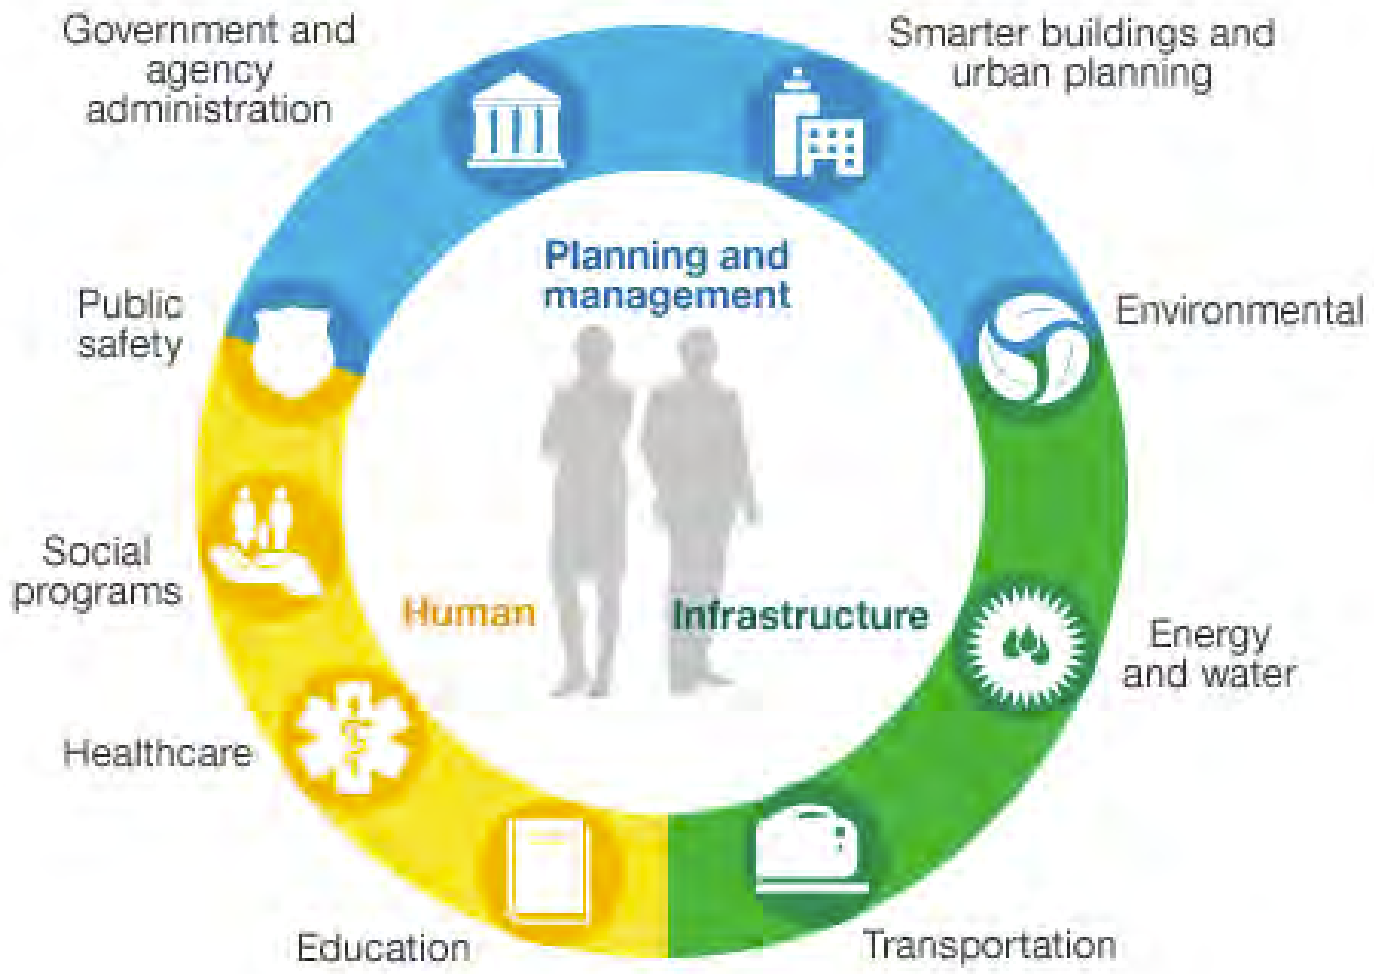 Government and
agency
administration
Smarter buildings and
urban planning
Planning and
management
Public
safety
Environmental
Social
programs
Human
Infrastructure
Energy
and water
Healthcare
Education
Transportation